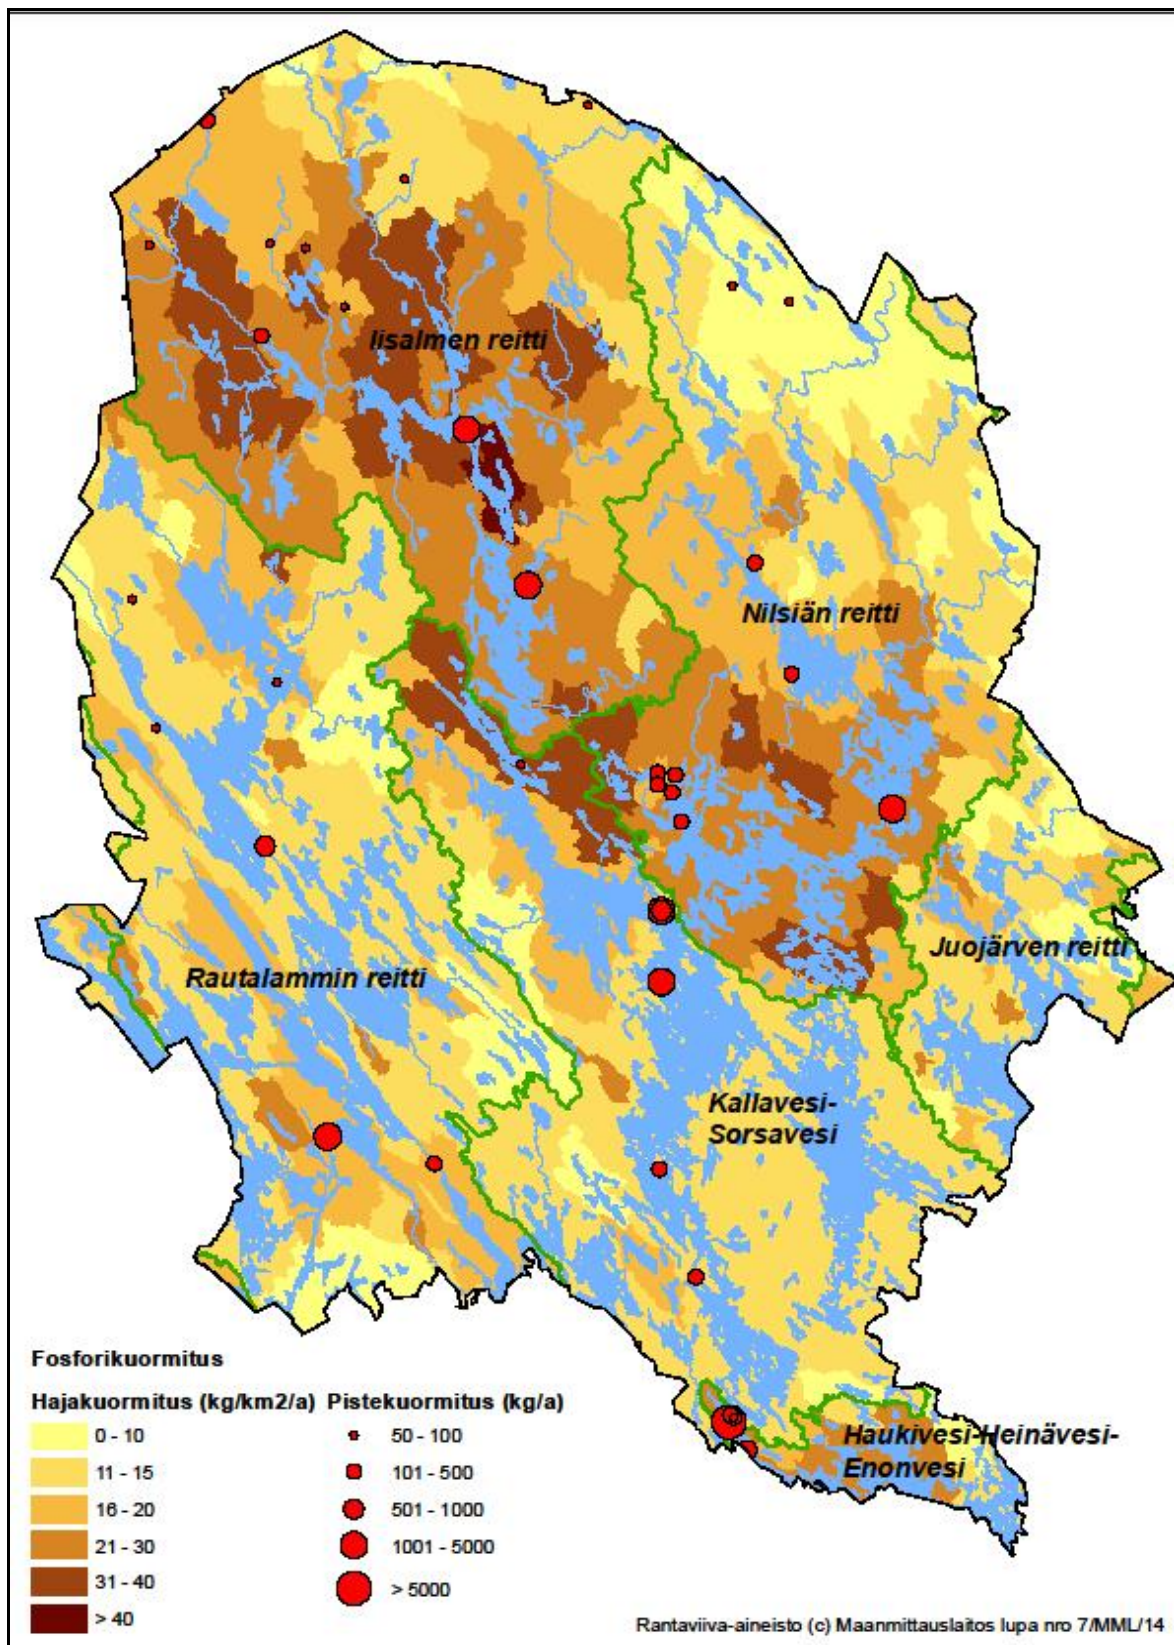 Iisalmen reitti
Nilsiän reitti
Juojärven reitti
Rautalammin reitti
Kallavesi-
Sorsavesi
Haukivesi-Heinävesi-
Enonvesi
Fosforikuormitus
Hajakuormitus (kg/km2/a) Pistekuormitus (kg/a)
0 - 10 50 - 100
11 - 15 101 - 500
16 - 20 501 - 1000
21 - 30 1001 - 5000
31 - 40 > 5000
> 40
Rantaviiva-aineisto (c) Maanmittauslaitos lupa nro 7/MML/14